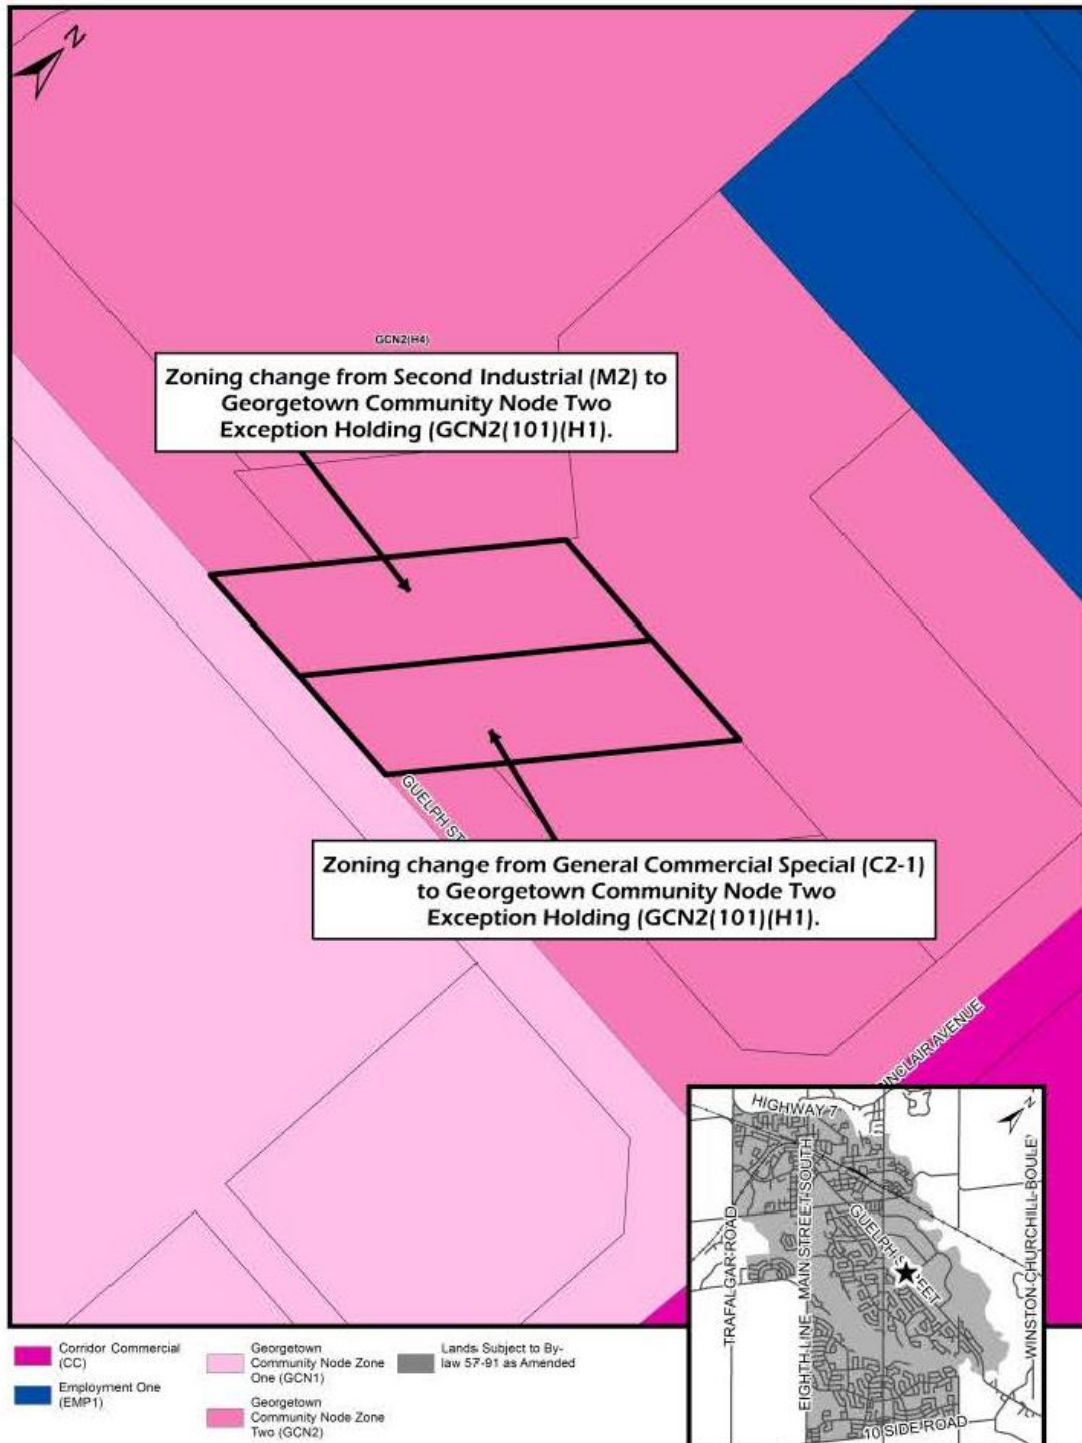 N
GCN2(H4)
Zoning change from Second Industrial (M2) to
Georgetown Community Node Two
Exception Holding (GCN2(101)(H1).
GUELPH ST
Zoning change from General Commercial Special (C2-1)
to Georgetown Community Node Two
Exception Holding (GCN2(101)(H1).
INCLAIR AVENUE
HIGHWAY 7
N
TRAFALGAR ROAD
EIGHTH LINE
MAIN STREET SOUTH
GUELPH STREET
WINSTON CHURCHILL BOULE
10 SIDE ROAD
Corridor Commercial
(CC)
Employment One
(EMP1)
Georgetown
Community Node Zone
One (GCN1)
Georgetown
Community Node Zone
Two (GCN2)
Lands Subject to By-
law 57-91 as Amended